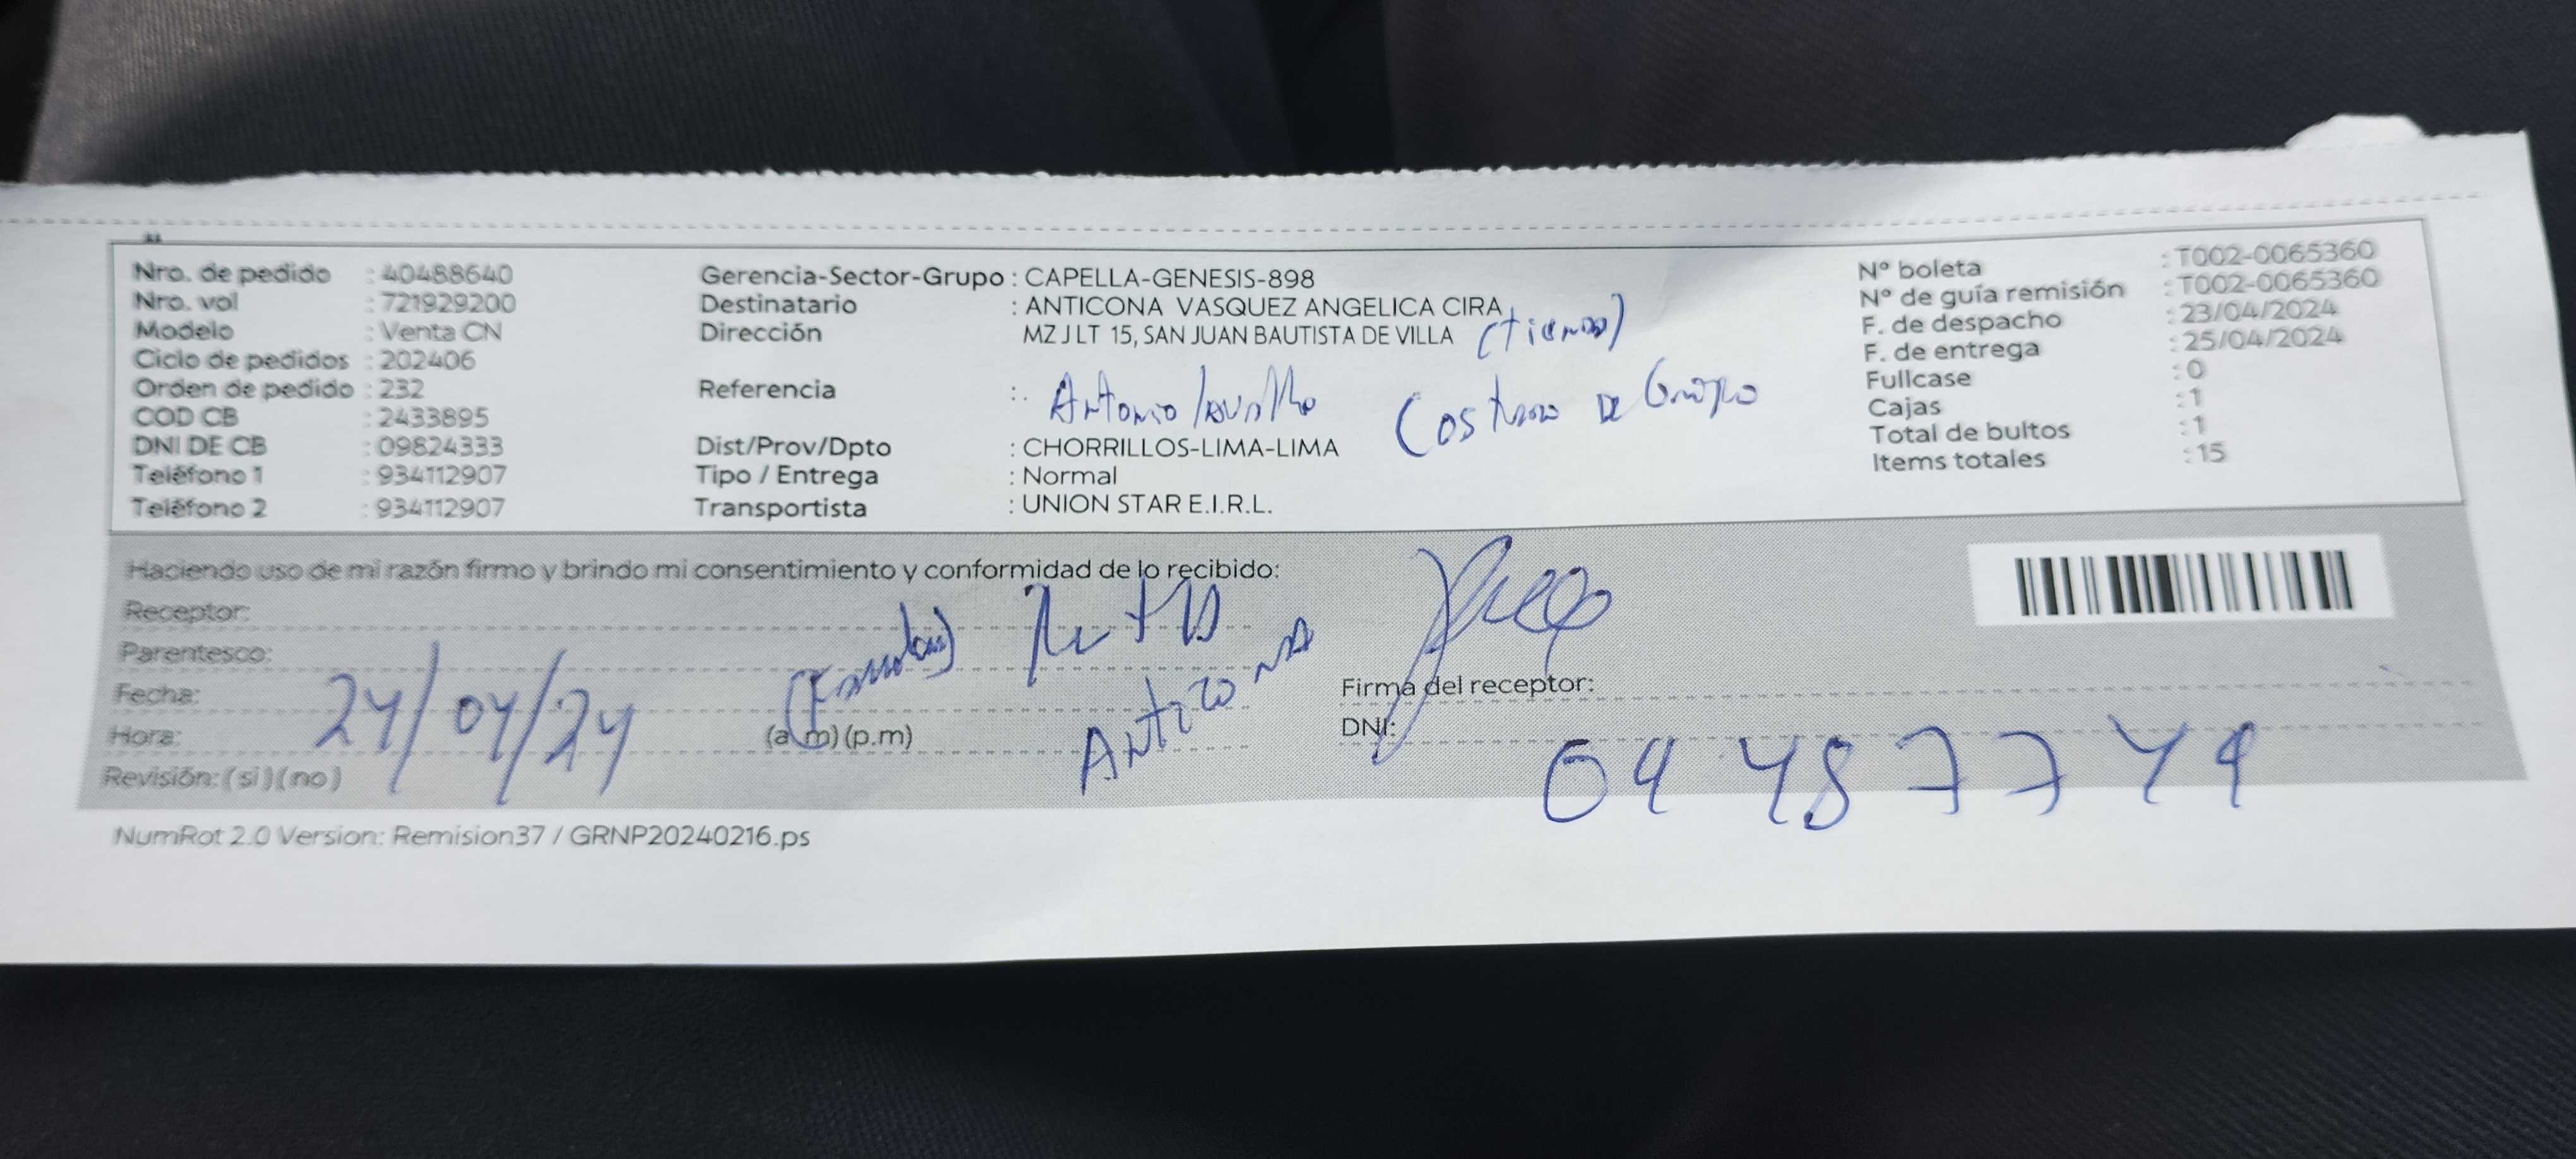 Nro. de pedido : 40488640
Nro. vol : 721929200
Modelo : Venta CN
Ciclo de pedidos : 202406
Orden de pedido : 232
COD CB : 2433895
DNI DE CB : 09824333
Teléfono 1 : 934112907
Teléfono 2 : 934112907
Gerencia-Sector-Grupo : CAPELLA-GENESIS-898
Destinatario : ANTICONA VASQUEZ ANGELICA CIRA
Dirección MZ J LT 15, SAN JUAN BAUTISTA DE VILLA (tienda)
Referencia :. Antonio
Dist/Prov/Dpto : CHORRILLOS-LIMA-LIMA
Tipo / Entrega : Normal
Transportista : UNION STAR E.I.R.L.
N° boleta : T002-0065360
N° de guía remisión : T002-0065360
F. de despacho : 23/04/2024
F. de entrega : 25/04/2024
Fullcase : 0
Cajas : 1
Total de bultos : 1
Items totales : 15
Haciendo uso de mi razón firmo y brindo mi consentimiento y conformidad de lo recibido:
Receptor:
Parentesco:
Fecha: 24/04/24
Hora: (a.m) (p.m)
Revisión: (si) (no)
Anticona
Firma del receptor:
DNI:
NumRot 2.0 Version: Remision37 / GRNP20240216.ps